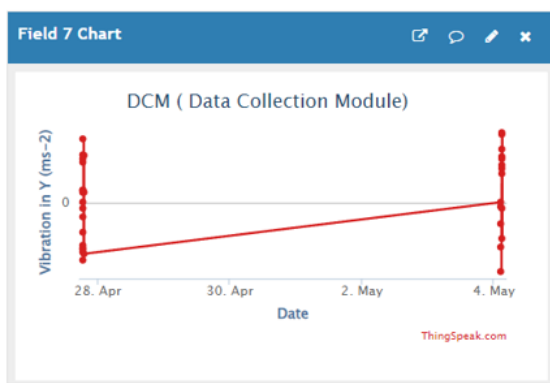 Field 7 Chart
DCM ( Data Collection Module)
Vibration in Y (ms-2)
0
28. Apr 30. Apr 2. May 4. May
Date
ThingSpeak.com